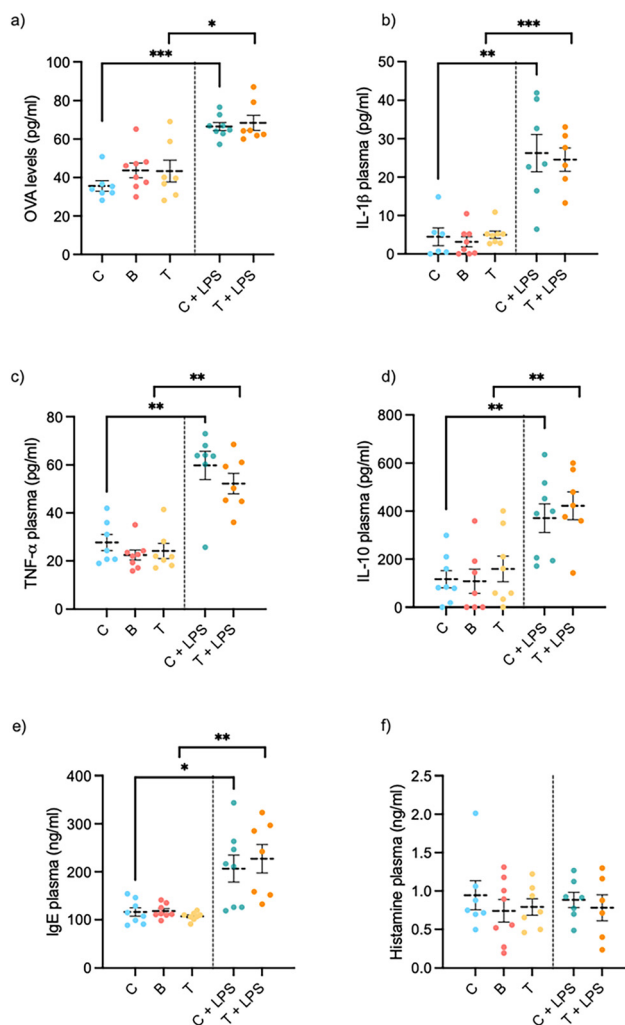 a)
*
***
OVA levels (pg/ml)
100
80
60
40
20
0
C
B
T
C + LPS
T + LPS
b)
***
**
IL-1β plasma (pg/ml)
50
40
30
20
10
0
C
B
T
C + LPS
T + LPS
c)
**
**
TNF-α plasma (pg/ml)
80
60
40
20
0
C
B
T
C + LPS
T + LPS
d)
**
**
IL-10 plasma (pg/ml)
800
600
400
200
0
C
B
T
C + LPS
T + LPS
e)
**
*
IgE plasma (ng/ml)
400
300
200
100
0
C
B
T
C + LPS
T + LPS
f)
Histamine plasma (ng/ml)
2.5
2.0
1.5
1.0
0.5
0.0
C
B
T
C + LPS
T + LPS